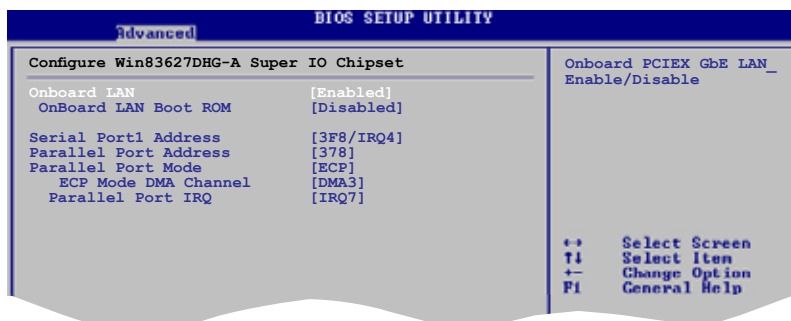 BIOS SETUP UTILITY
Advanced
Configure Win83627DHG-A Super IO Chipset
Onboard LAN [Enabled]
OnBoard LAN Boot ROM [Disabled]
Serial Port1 Address [3F8/IRQ4]
Parallel Port Address [378]
Parallel Port Mode [ECP]
ECP Mode DMA Channel [DMA3]
Parallel Port IRQ [IRQ7]
Onboard PCIEX GbE LAN_
Enable/Disable
↔ Select Screen
↑↓ Select Item
+- Change Option
F1 General Help